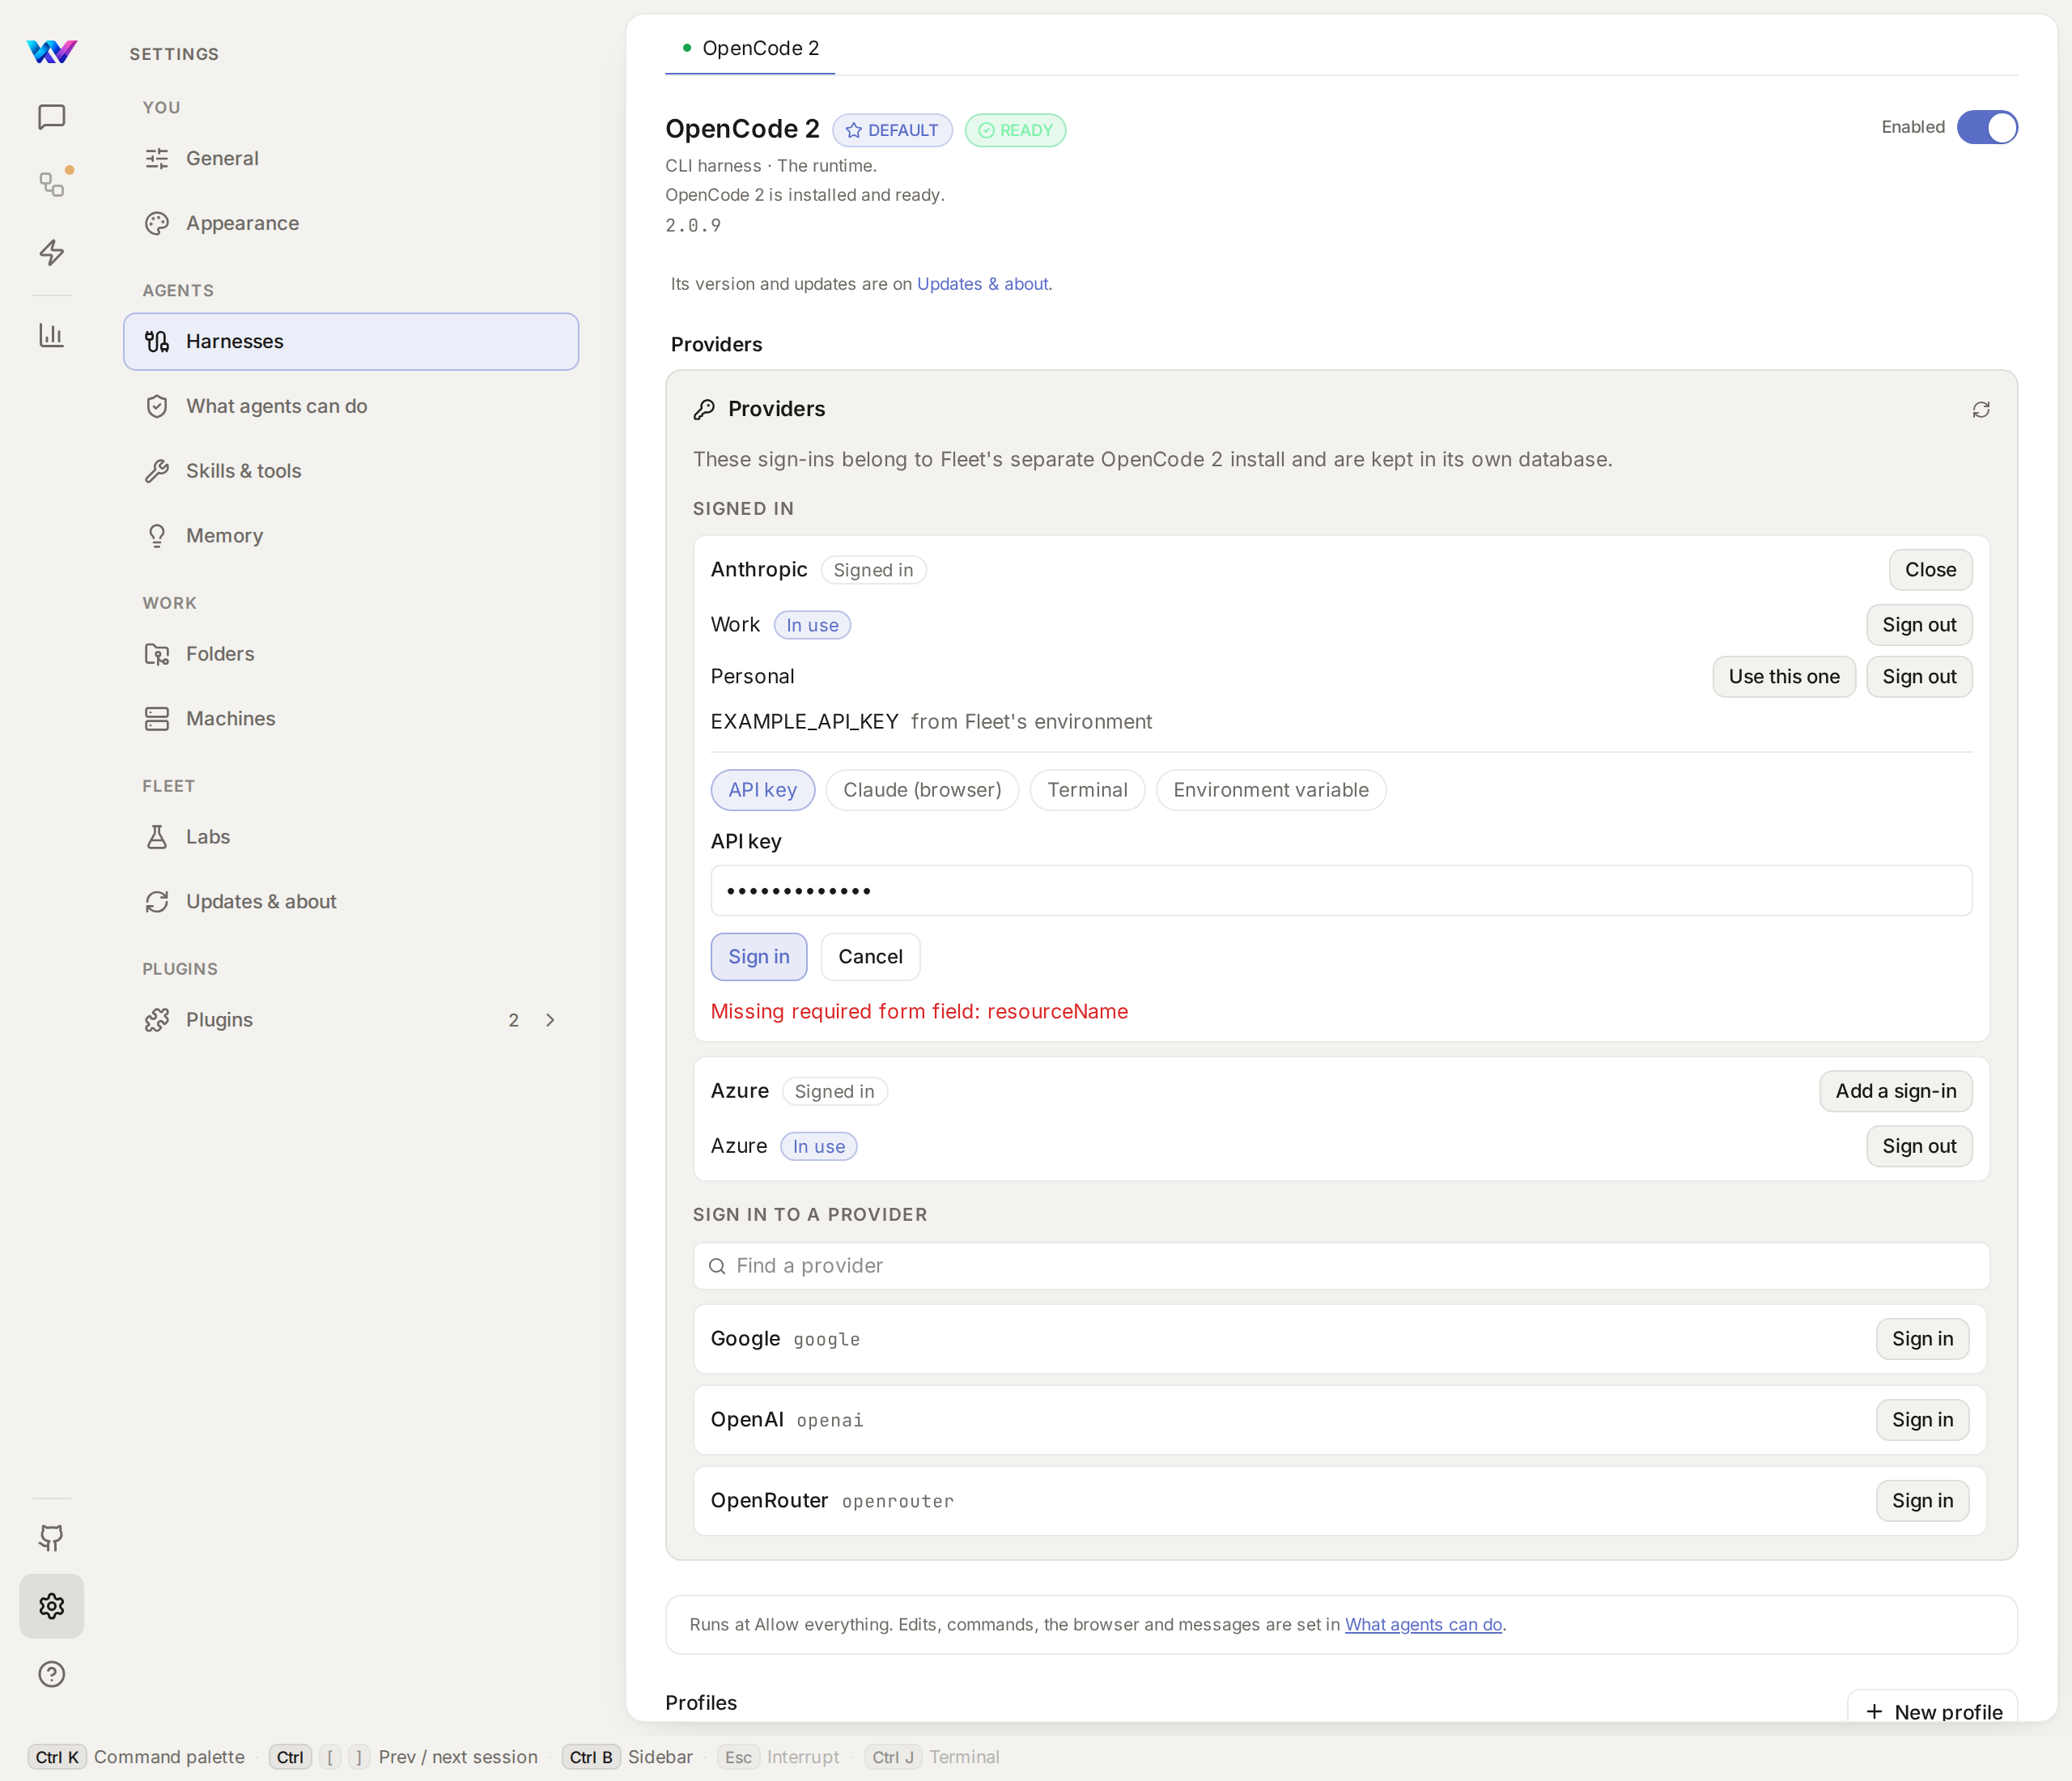 SETTINGS
YOU
General
Appearance
AGENTS
Harnesses
What agents can do
Skills & tools
Memory
WORK
Folders
Machines
FLEET
Labs
Updates & about
PLUGINS
Plugins 2
OpenCode 2
OpenCode 2 DEFAULT READY Enabled
CLI harness · The runtime.
OpenCode 2 is installed and ready.
2.0.9
Its version and updates are on Updates & about.
Providers
Providers
These sign-ins belong to Fleet's separate OpenCode 2 install and are kept in its own database.
SIGNED IN
Anthropic Signed in Close
Work In use Sign out
Personal Use this one Sign out
EXAMPLE_API_KEY from Fleet's environment
API key Claude (browser) Terminal Environment variable
API key
•••••••••••••
Sign in Cancel
Missing required form field: resourceName
Azure Signed in Add a sign-in
Azure In use Sign out
SIGN IN TO A PROVIDER
Find a provider
Google google Sign in
OpenAI openai Sign in
OpenRouter openrouter Sign in
Runs at Allow everything. Edits, commands, the browser and messages are set in What agents can do.
Profiles + New profile
Ctrl K Command palette · Ctrl [ ] Prev / next session · Ctrl B Sidebar · Esc Interrupt · Ctrl J Terminal